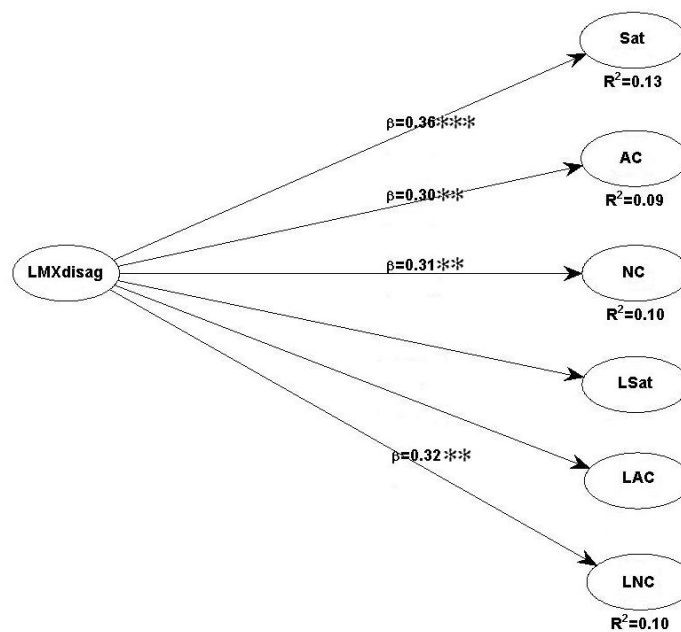 Sat
R²=0.13
β=0.36***
AC
R²=0.09
β=0.30**
LMXdisag
β=0.31**
NC
R²=0.10
LSat
β=0.32**
LAC
LNC
R²=0.10